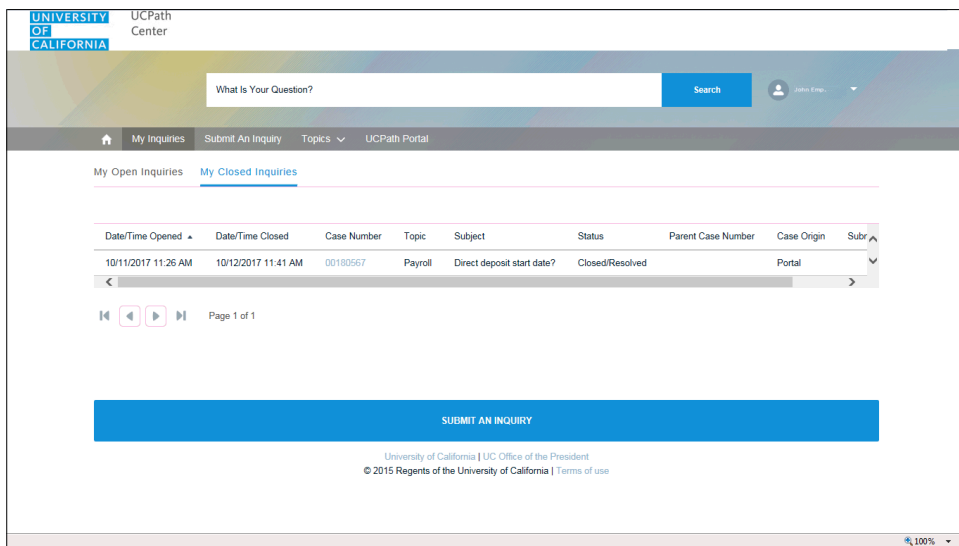 UNIVERSITY
OF
CALIFORNIA
UCPath
Center
What Is Your Question?
Search
John Emp..
My Inquiries Submit An Inquiry Topics UCPath Portal
My Open Inquiries My Closed Inquiries
Date/Time Opened Date/Time Closed Case Number Topic Subject Status Parent Case Number Case Origin Subr
10/11/2017 11:26 AM 10/12/2017 11:41 AM 00180567 Payroll Direct deposit start date? Closed/Resolved Portal
Page 1 of 1
SUBMIT AN INQUIRY
University of California | UC Office of the President
© 2015 Regents of the University of California | Terms of use
100%